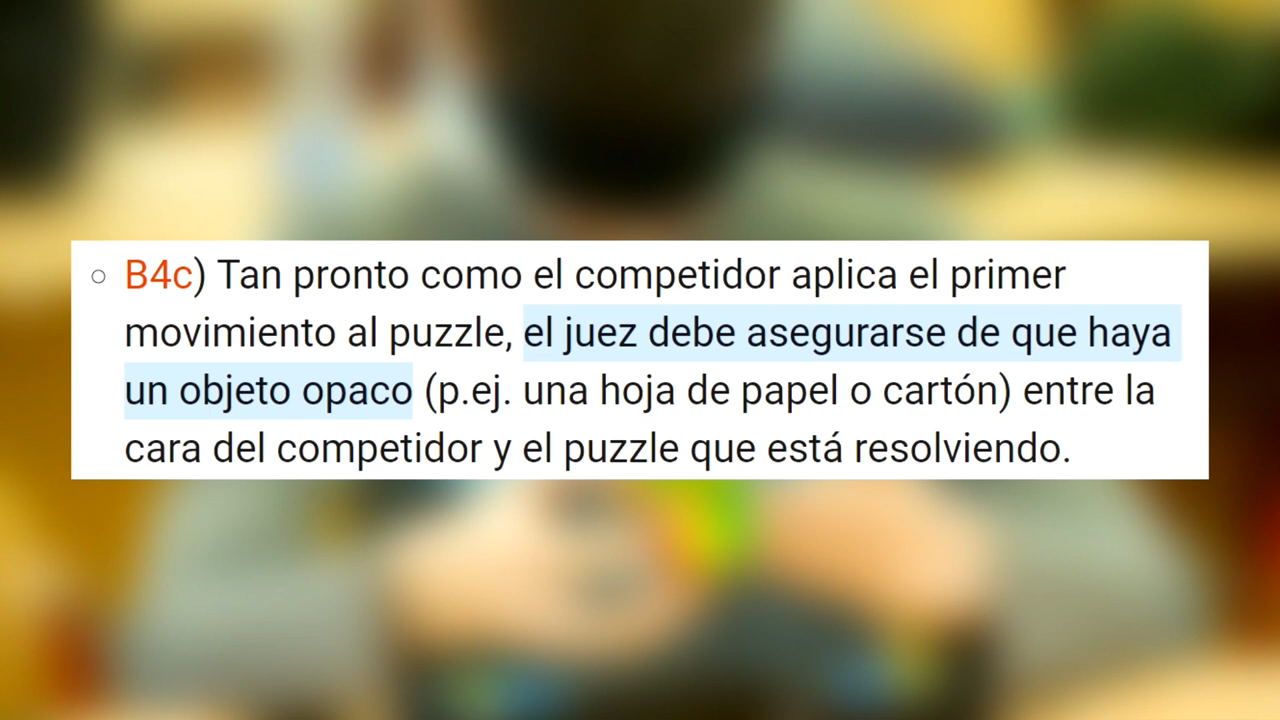 B4c) Tan pronto como el competidor aplica el primer
movimiento al puzzle, el juez debe asegurarse de que haya
un objeto opaco (p.ej. una hoja de papel o cartón) entre la
cara del competidor y el puzzle que está resolviendo.